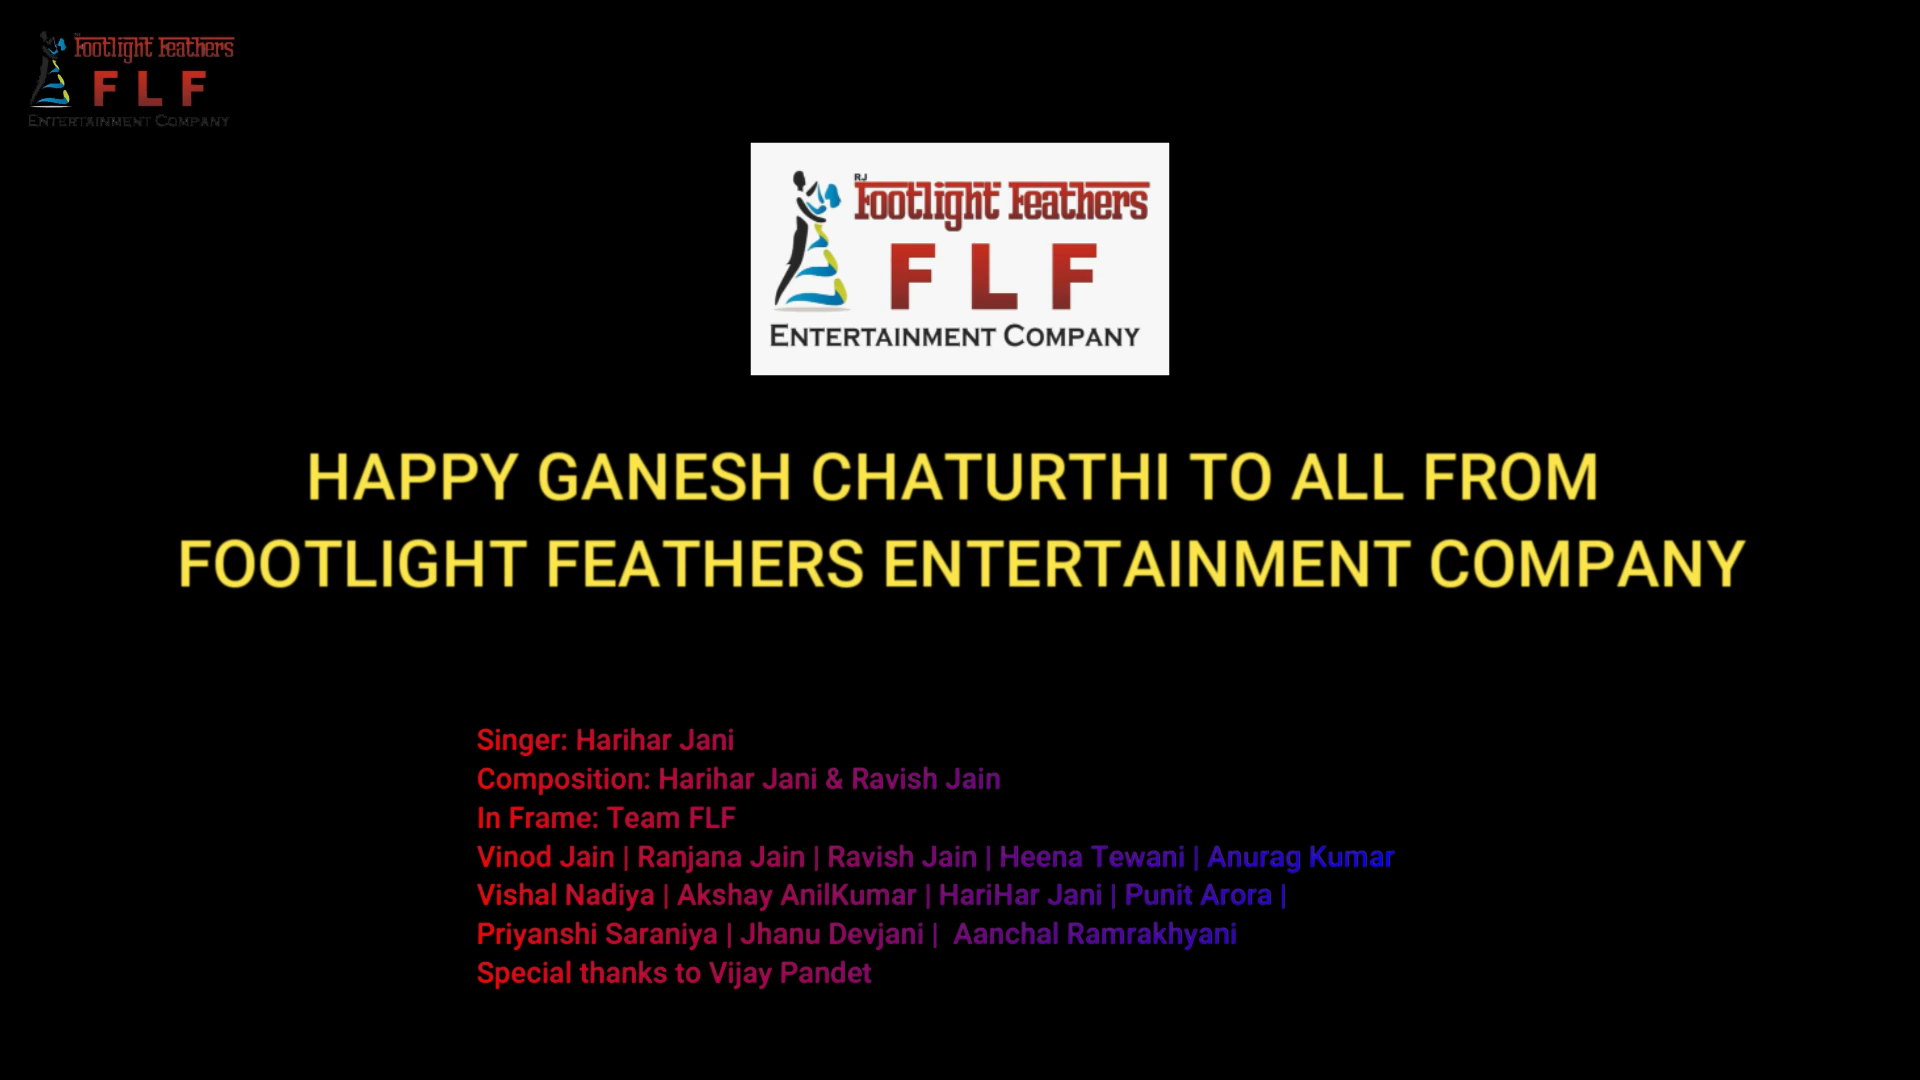 Footlight Feathers
F L F
ENTERTAINMENT COMPANY
RJ
Footlight Feathers
F L F
ENTERTAINMENT COMPANY
HAPPY GANESH CHATURTHI TO ALL FROM
FOOTLIGHT FEATHERS ENTERTAINMENT COMPANY
Singer: Harihar Jani
Composition: Harihar Jani & Ravish Jain
In Frame: Team FLF
Vinod Jain | Ranjana Jain | Ravish Jain | Heena Tewani | Anurag Kumar
Vishal Nadiya | Akshay AnilKumar | HariHar Jani | Punit Arora |
Priyanshi Saraniya | Jhanu Devjani |  Aanchal Ramrakhyani
Special thanks to Vijay Pandet